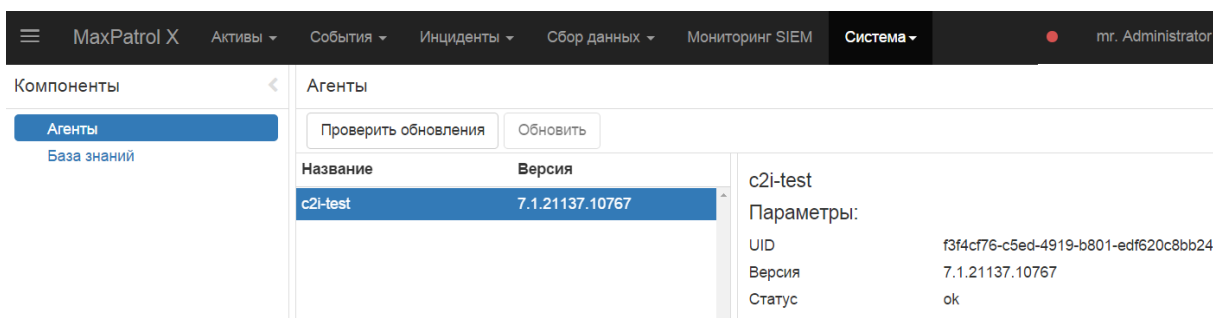 MaxPatrol X Активы События Инциденты Сбор данных Мониторинг SIEM Система mr. Administrator
Компоненты
Агенты
База знаний
Агенты
Проверить обновления Обновить
Название Версия
c2i-test 7.1.21137.10767
c2i-test
Параметры:
UID f3f4cf76-c5ed-4919-b801-edf620c8bb24
Версия 7.1.21137.10767
Статус ok